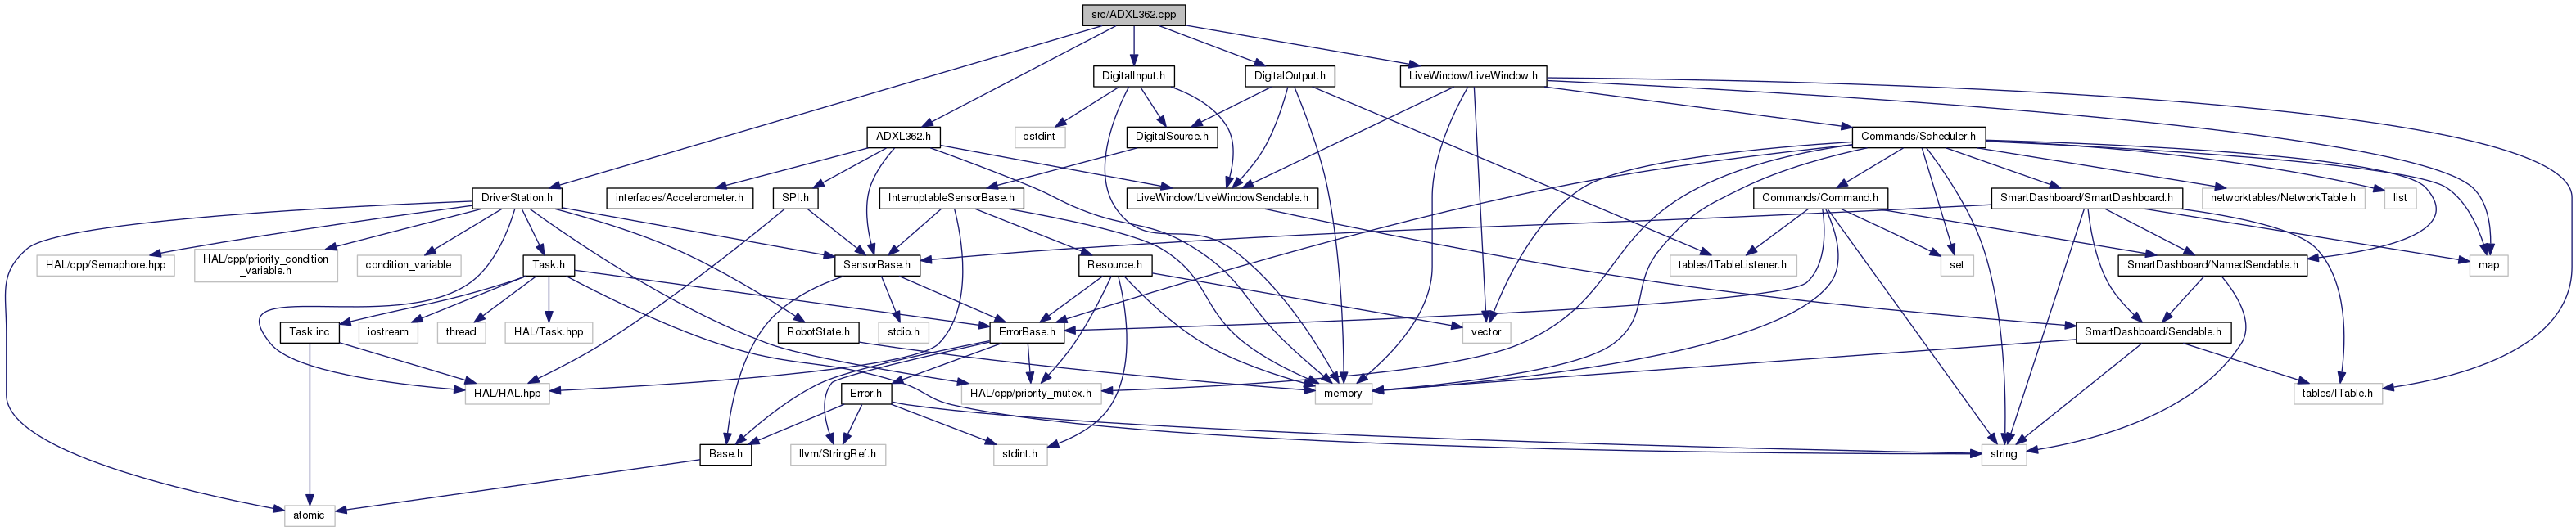 src/ADXL362.cpp
DigitalInput.h
DigitalOutput.h
LiveWindow/LiveWindow.h
ADXL362.h
cstdint
DigitalSource.h
Commands/Scheduler.h
DriverStation.h
interfaces/Accelerometer.h
SPI.h
InterruptableSensorBase.h
LiveWindow/LiveWindowSendable.h
Commands/Command.h
SmartDashboard/SmartDashboard.h
networktables/NetworkTable.h
list
HAL/cpp/Semaphore.hpp
HAL/cpp/priority_condition
_variable.h
condition_variable
Task.h
SensorBase.h
Resource.h
tables/ITableListener.h
set
SmartDashboard/NamedSendable.h
map
Task.inc
iostream
thread
HAL/Task.hpp
RobotState.h
stdio.h
ErrorBase.h
vector
SmartDashboard/Sendable.h
HAL/HAL.hpp
Error.h
HAL/cpp/priority_mutex.h
memory
tables/ITable.h
Base.h
llvm/StringRef.h
stdint.h
string
atomic